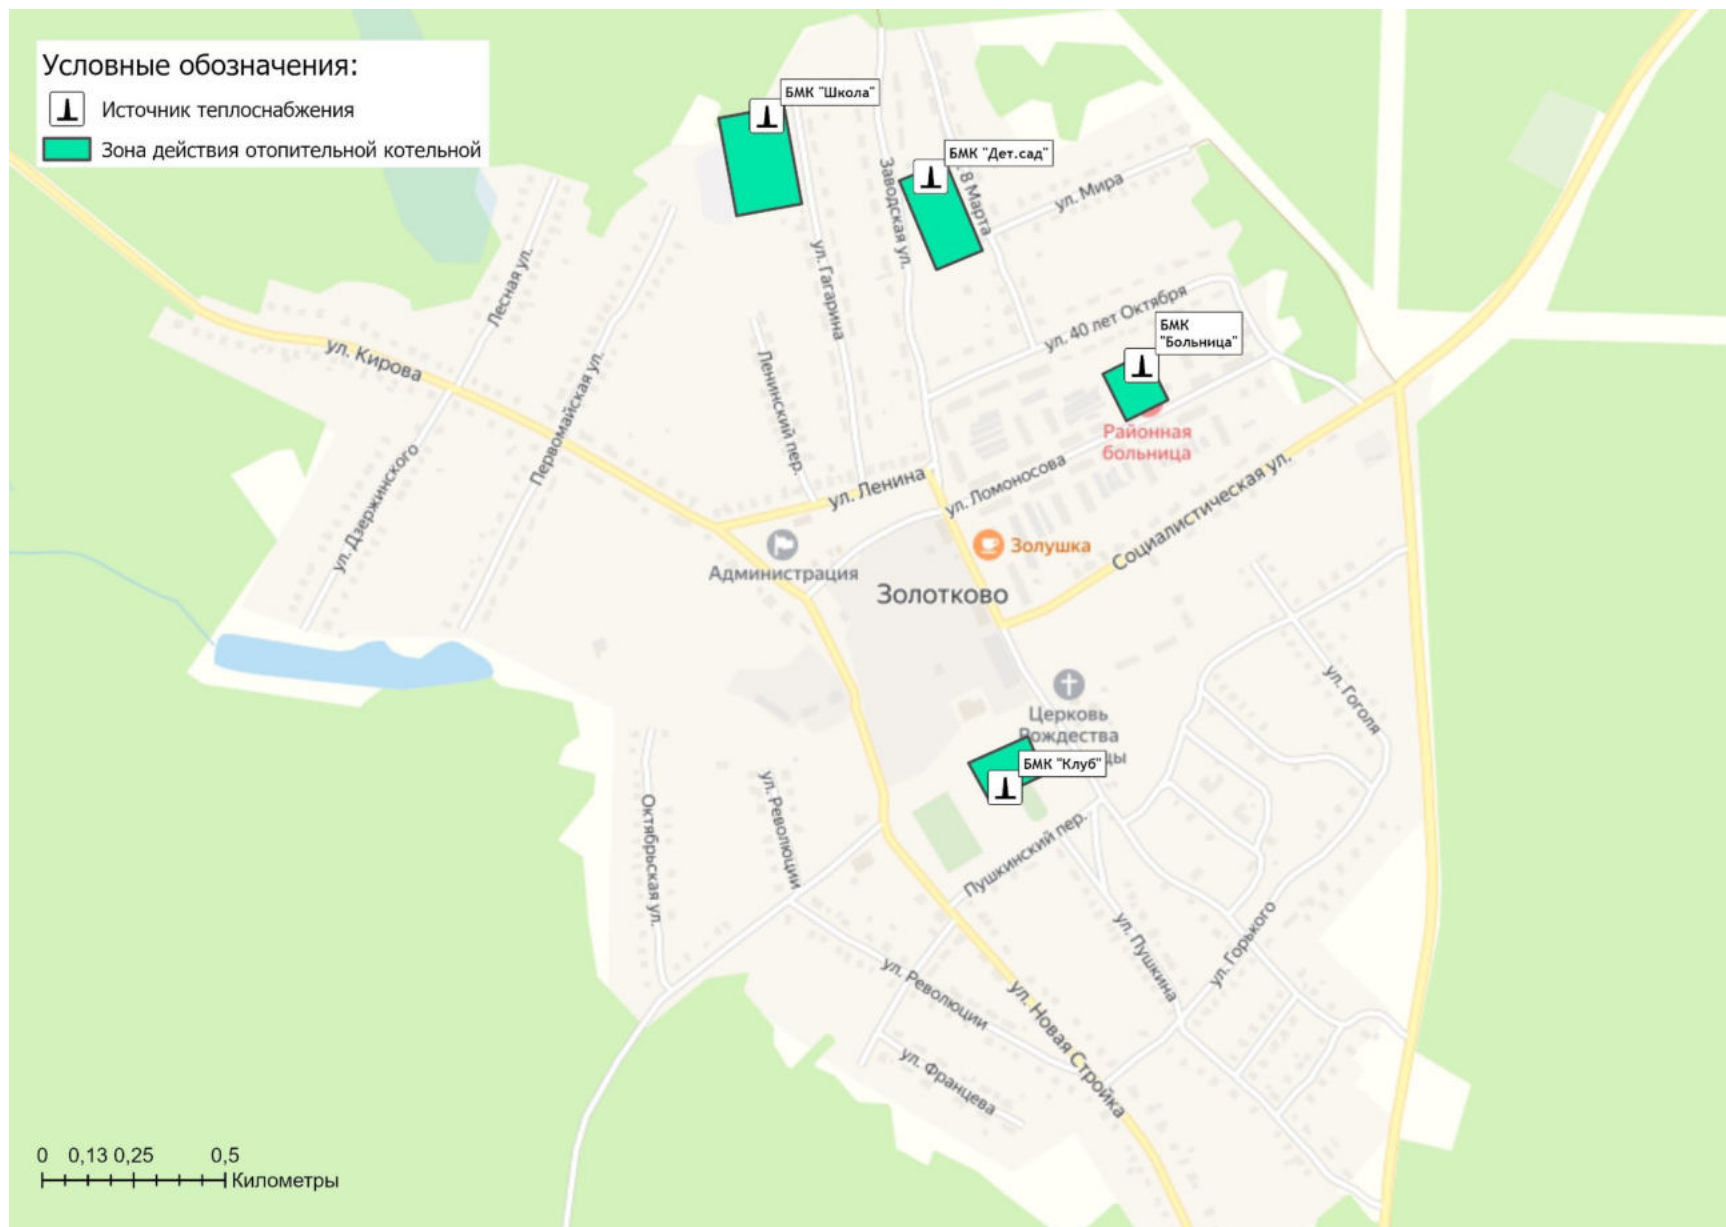 Условные обозначения:
Источник теплоснабжения
Зона действия отопительной котельной
БМК "Школа"
БМК "Дет.сад"
8 Марта
ул. Мира
Заводская ул.
ул. Гагарина
Лесная ул.
ул. 40 лет Октября
БМК
"Больница"
ул. Кирова
Первомайская ул.
Ленинский пер.
Районная
больница
ул. Ленина
ул. Ломоносова
Социалистическая ул.
ул. Дзержинского
Золушка
Администрация
Золотково
ул. Гоголя
Церковь
Рождества
цы
БМК "Клуб"
Октябрьская ул.
ул. Революции
Пушкинский пер.
ул. Пушкина
ул. Горького
ул. Революции
ул. Новая Стройка
ул. Францева
0 0,13 0,25 0,5
Километры